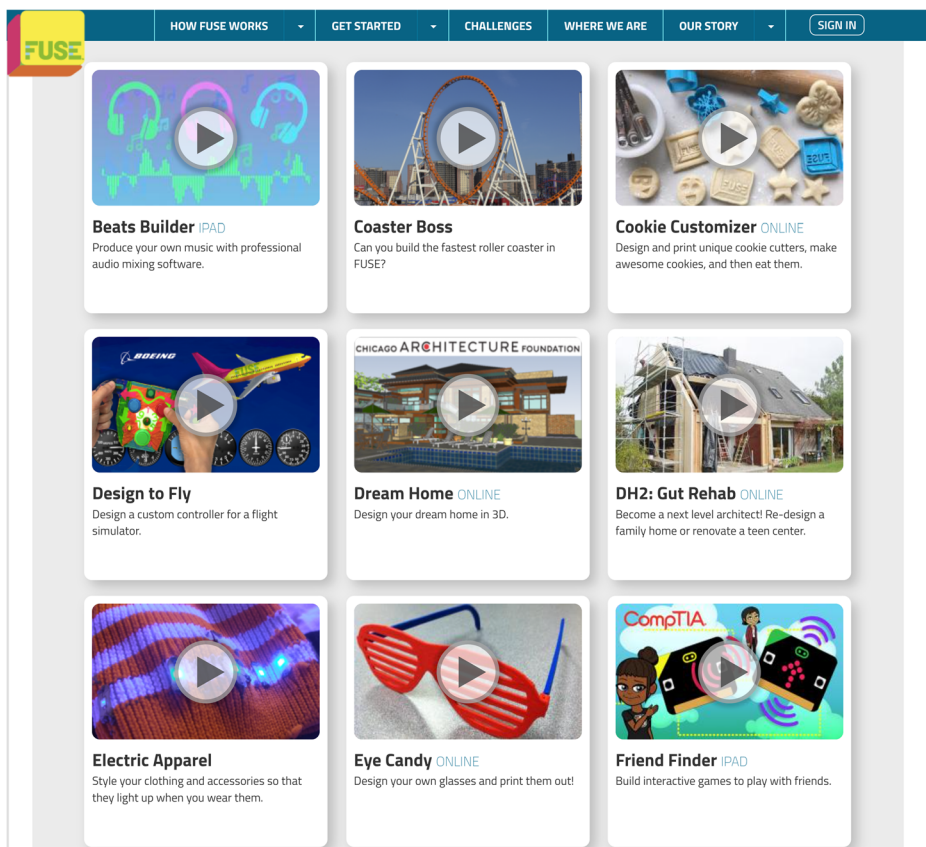 FUSE
HOW FUSE WORKS
GET STARTED
CHALLENGES
WHERE WE ARE
OUR STORY
SIGN IN
Beats Builder IPAD
Produce your own music with professional
audio mixing software.
Coaster Boss
Can you build the fastest roller coaster in
FUSE?
FUSE
FUSE
Cookie Customizer ONLINE
Design and print unique cookie cutters, make
awesome cookies, and then eat them.
BOEING
FUSE
Design to Fly
Design a custom controller for a flight
simulator.
CHICAGO ARCHITECTURE FOUNDATION
Dream Home ONLINE
Design your dream home in 3D.
DH2: Gut Rehab ONLINE
Become a next level architect! Re-design a
family home or renovate a teen center.
Electric Apparel
Style your clothing and accessories so that
they light up when you wear them.
Eye Candy ONLINE
Design your own glasses and print them out!
CompTIA
Friend Finder IPAD
Build interactive games to play with friends.